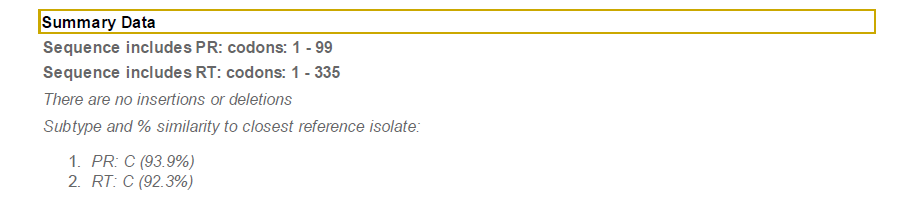 Summary Data
Sequence includes PR: codons: 1 - 99
Sequence includes RT: codons: 1 - 335
There are no insertions or deletions
Subtype and % similarity to closest reference isolate:
1. PR: C (93.9%)
2. RT: C (92.3%)